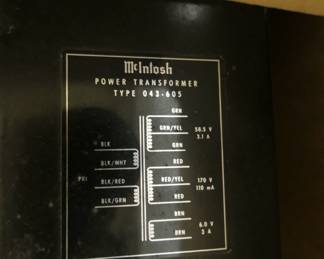 McIntosh
POWER TRANSFORMER
TYPE 043-605
GRN
GRN/YEL 58.5 V
3.1 A
GRN
BLK
RED
BLK/WHT
PRI
BLK/RED
RED/YEL 170 V
110 mA
BLK/GRN
RED
BRN
6.0 V
BRN 3 A